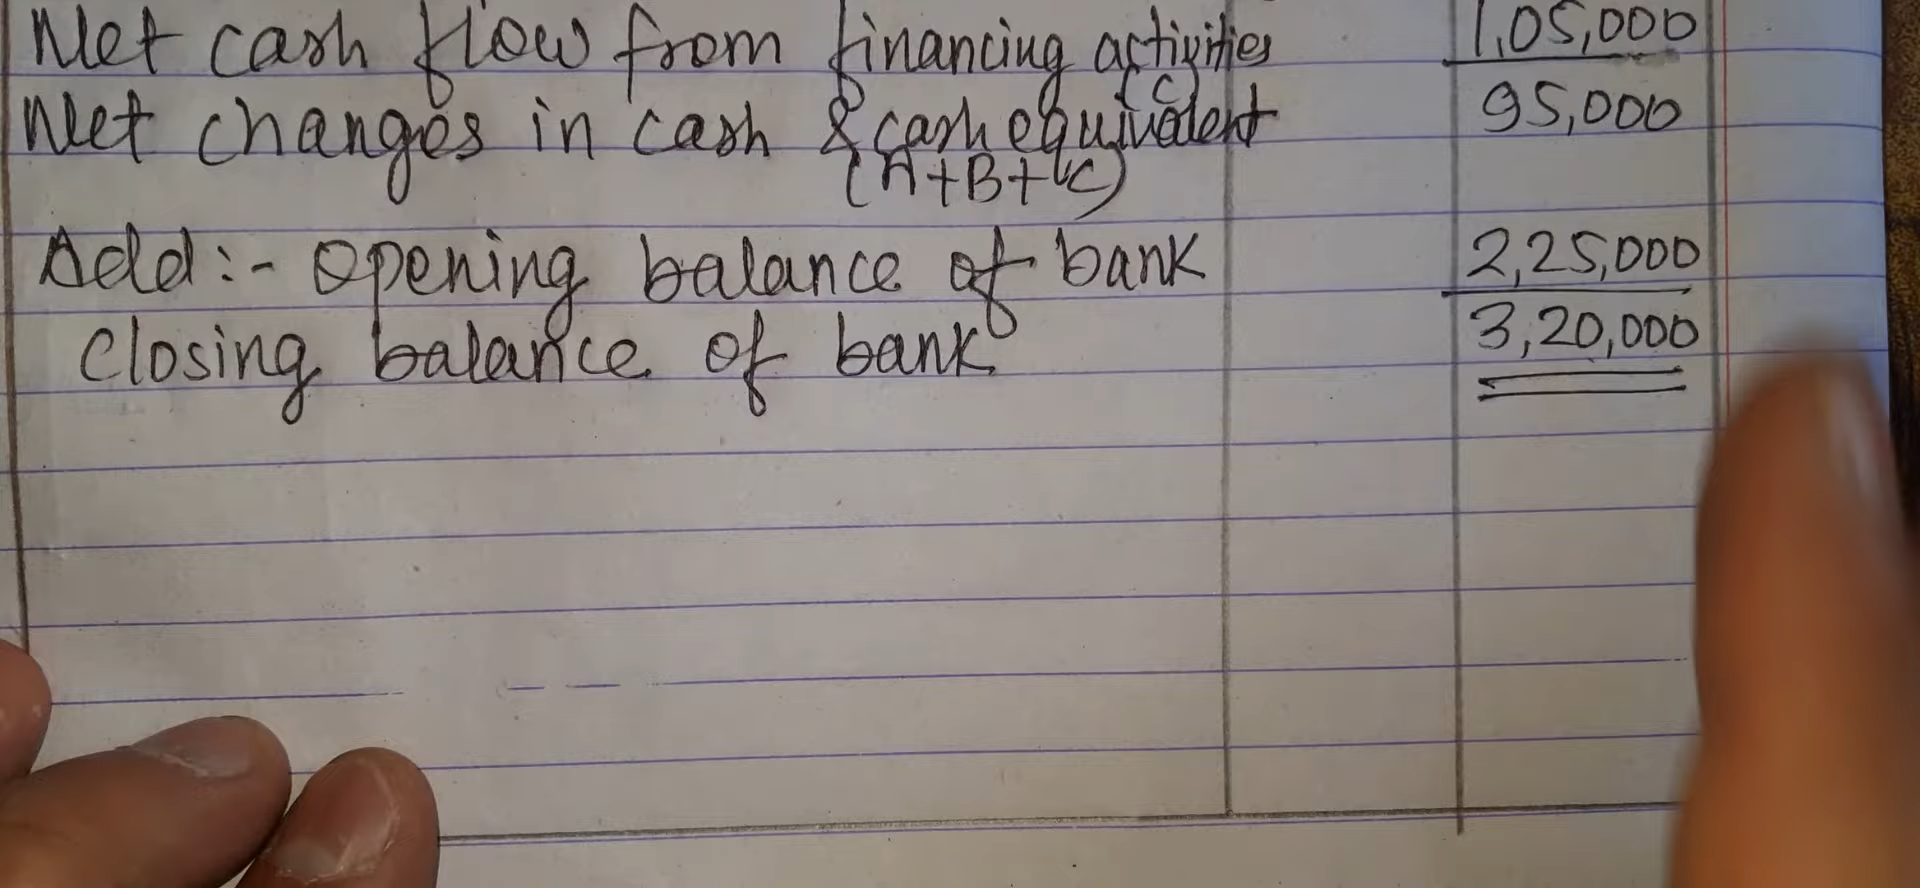 Net cash flow from financing activities 1,05,000
(C)
Net changes in cash & cash equivalent 95,000
(A+B+C)
Add:- Opening balance of bank 2,25,000
Closing balance of bank 3,20,000